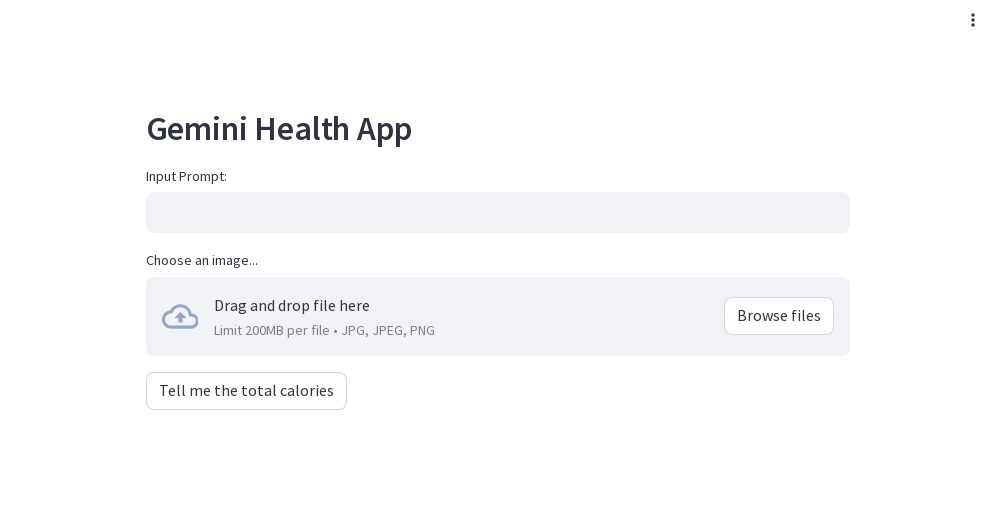 Gemini Health App
Input Prompt:
Choose an image...
Drag and drop file here
Limit 200MB per file • JPG, JPEG, PNG
Browse files
Tell me the total calories